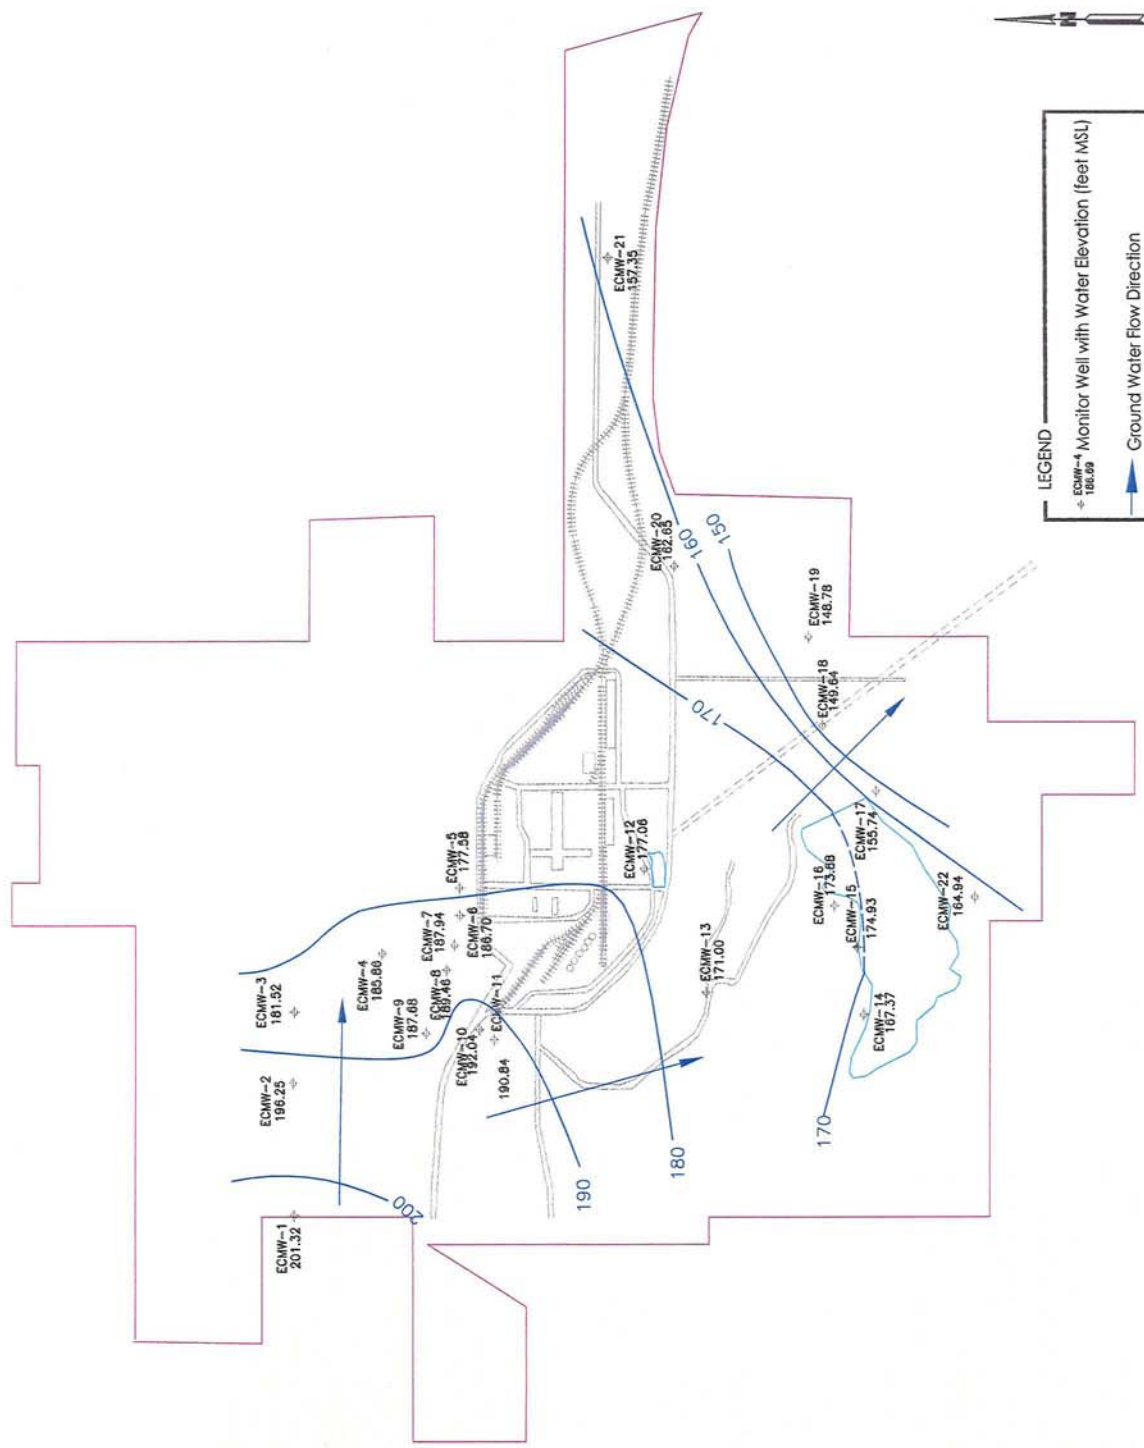 ECMW-21
157.35
ECMW-20
162.65
160
150
ECMW-19
148.78
ECMW-18
149.64
170
ECMW-17
155.74
ECMW-16
173.68
ECMW-15
174.93
ECMW-22
164.94
ECMW-14
167.37
170
ECMW-12
177.06
ECMW-13
171.00
ECMW-5
177.58
ECMW-6
186.70
ECMW-7
187.94
ECMW-8
189.46
ECMW-4
185.86
ECMW-9
187.68
ECMW-11
190.84
ECMW-10
192.04
ECMW-3
181.52
ECMW-2
196.25
ECMW-1
201.32
200
190
180
N
LEGEND
ECMW-4
186.69
Monitor Well with Water Elevation (feet MSL)
Ground Water Flow Direction